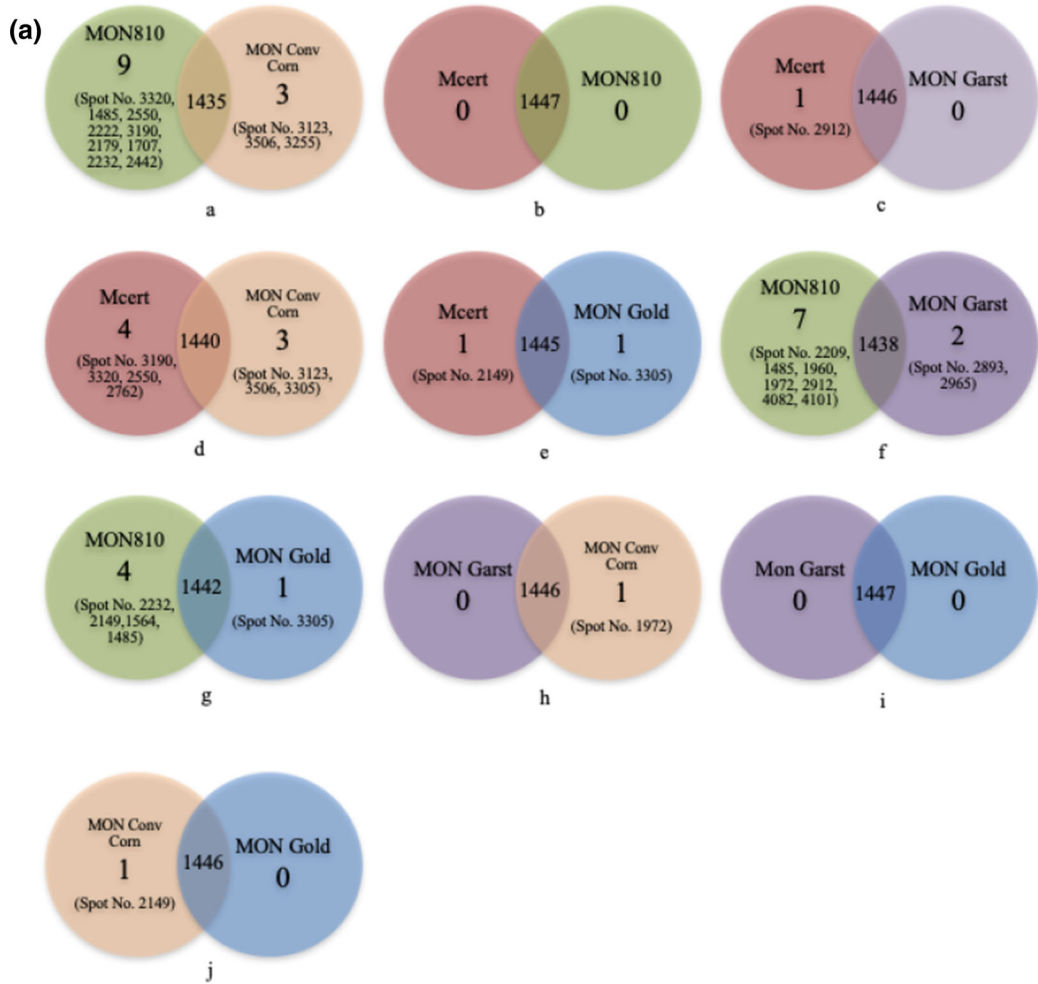 (a)
MON810
9
(Spot No. 3320,
1485, 2550,
2222, 3190,
2179, 1707,
2232, 2442)
1435
MON Conv
Corn
3
(Spot No. 3123,
3506, 3255)
a
Mcert
0
1447
MON810
0
b
Mcert
1
(Spot No. 2912)
1446
MON Garst
0
c
Mcert
4
(Spot No. 3190,
3320, 2550,
2762)
1440
MON Conv
Corn
3
(Spot No. 3123,
3506, 3305)
d
Mcert
1
(Spot No. 2149)
1445
MON Gold
1
(Spot No. 3305)
e
MON810
7
(Spot No. 2209,
1485, 1960,
1972, 2912,
4082, 4101)
1438
MON Garst
2
(Spot No. 2893,
2965)
f
MON810
4
(Spot No. 2232,
2149,1564,
1485)
1442
MON Gold
1
(Spot No. 3305)
g
MON Garst
0
1446
MON Conv
Corn
1
(Spot No. 1972)
h
Mon Garst
0
1447
MON Gold
0
i
MON Conv
Corn
1
(Spot No. 2149)
1446
MON Gold
0
j